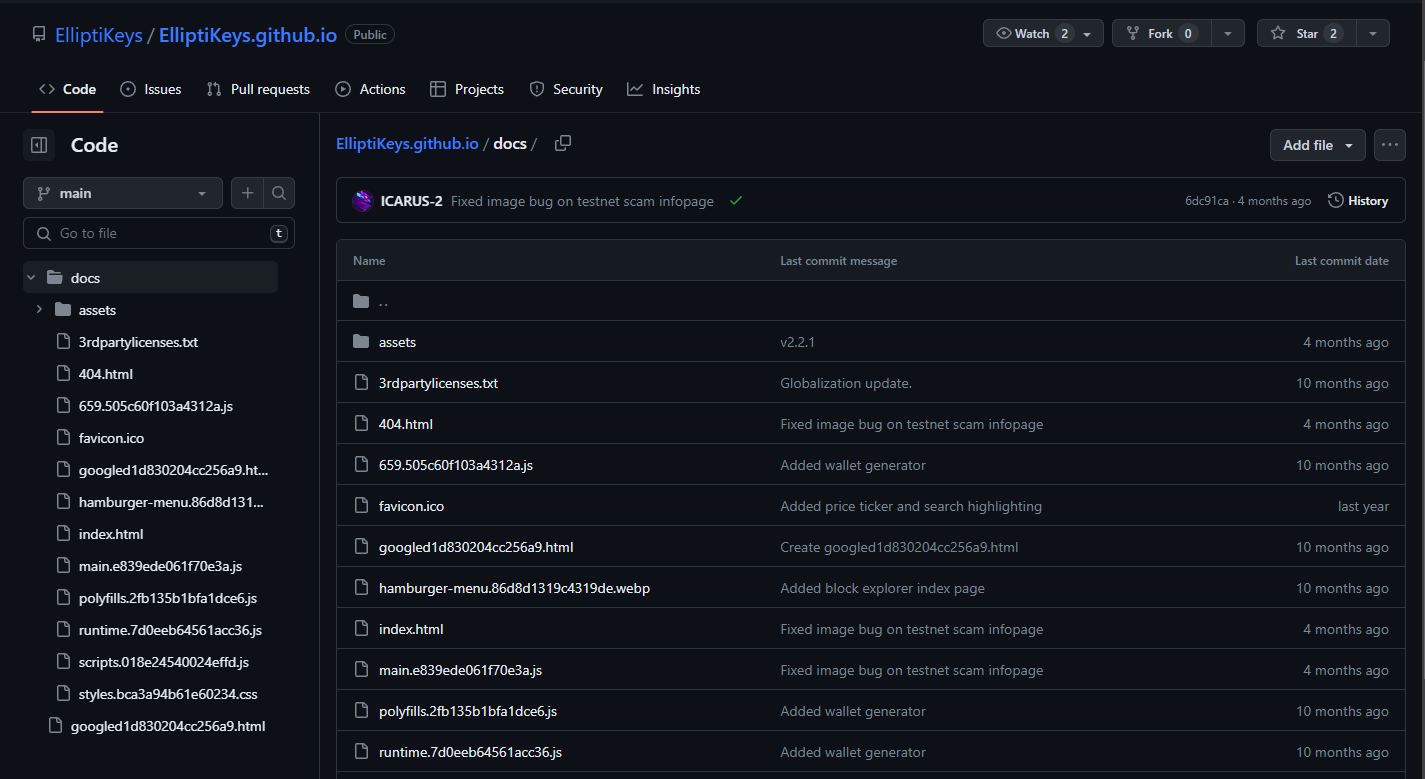 ElliptiKeys / ElliptiKeys.github.io Public Watch 2 Fork 0 Star 2
Code Issues Pull requests Actions Projects Security Insights
Code
main
Go to file t
docs
assets
3rdpartylicenses.txt
404.html
659.505c60f103a4312a.js
favicon.ico
googled1d830204cc256a9.ht...
hamburger-menu.86d8d131...
index.html
main.e839ede061f70e3a.js
polyfills.2fb135b1bfa1dce6.js
runtime.7d0eeb64561acc36.js
scripts.018e24540024effd.js
styles.bca3a94b61e60234.css
googled1d830204cc256a9.html
ElliptiKeys.github.io / docs / Add file
ICARUS-2 Fixed image bug on testnet scam infopage 6dc91ca · 4 months ago History
Name Last commit message Last commit date
..
assets v2.2.1 4 months ago
3rdpartylicenses.txt Globalization update. 10 months ago
404.html Fixed image bug on testnet scam infopage 4 months ago
659.505c60f103a4312a.js Added wallet generator 10 months ago
favicon.ico Added price ticker and search highlighting last year
googled1d830204cc256a9.html Create googled1d830204cc256a9.html 10 months ago
hamburger-menu.86d8d1319c4319de.webp Added block explorer index page 10 months ago
index.html Fixed image bug on testnet scam infopage 4 months ago
main.e839ede061f70e3a.js Fixed image bug on testnet scam infopage 4 months ago
polyfills.2fb135b1bfa1dce6.js Added wallet generator 10 months ago
runtime.7d0eeb64561acc36.js Added wallet generator 10 months ago